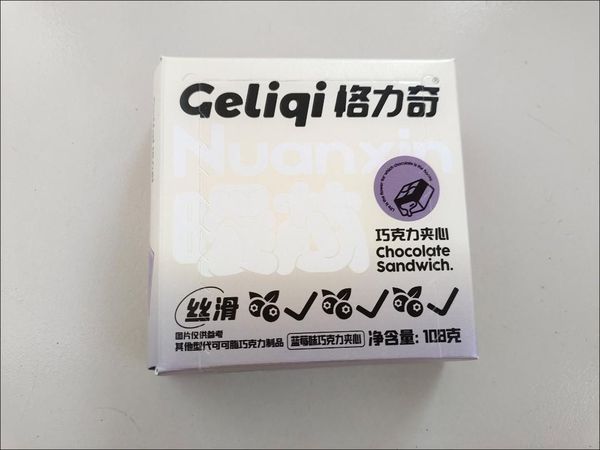 Geliqi 格力奇®
Nuanxin
暖芯
巧克力夹心
Chocolate
Sandwich.
丝滑
图片仅供参考
其他型代可可脂巧克力制品 蓝莓味巧克力夹心 净含量: 108克